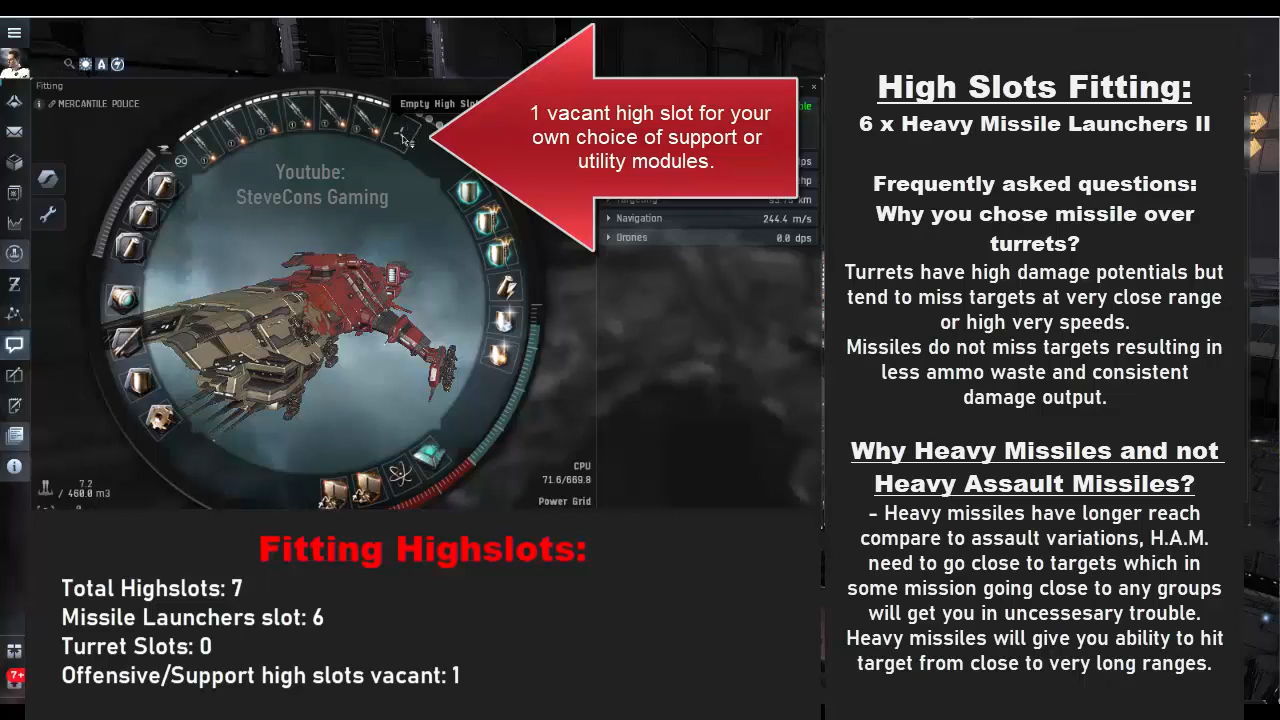 Fitting
MERCANTILE POLICE
Empty High Slot
1 vacant high slot for your
own choice of support or
utility modules.
Youtube:
SteveCons Gaming
Navigation
244.4 m/s
Drones
0.0 dps
7.2
/ 460.0 m3
CPU
71.6/669.8
Power Grid
7+
Fitting Highslots:
Total Highslots: 7
Missile Launchers slot: 6
Turret Slots: 0
Offensive/Support high slots vacant: 1
High Slots Fitting:
6 x Heavy Missile Launchers II
Frequently asked questions:
Why you chose missile over
turrets?
Turrets have high damage potentials but
tend to miss targets at very close range
or high very speeds.
Missiles do not miss targets resulting in
less ammo waste and consistent
damage output.
Why Heavy Missiles and not
Heavy Assault Missiles?
- Heavy missiles have longer reach
compare to assault variations, H.A.M.
need to go close to targets which in
some mission going close to any groups
will get you in uncessesary trouble.
Heavy missiles will give you ability to hit
target from close to very long ranges.